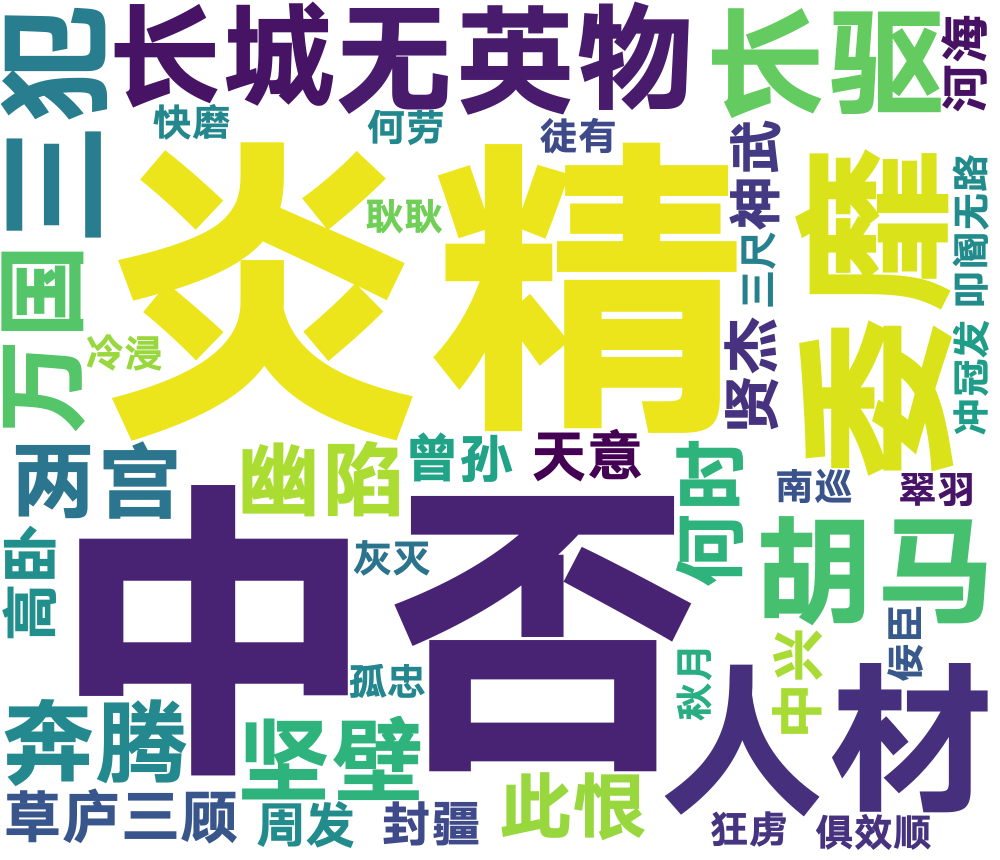 三犯
长城无英物
长驱
河海
快磨
何劳
徒有
神武
炎精
耿耿
三尺
委靡
叩阍无路
万国
冷浸
贤杰
冲冠发
两宫
幽陷
曾孙
天意
何时
南巡
翠羽
高卧
中否
灰灭
胡马
佞臣
孤忠
秋月
中兴
人材
奔腾
坚壁
此恨
草庐三顾
周发
封疆
狂虏
俱效顺